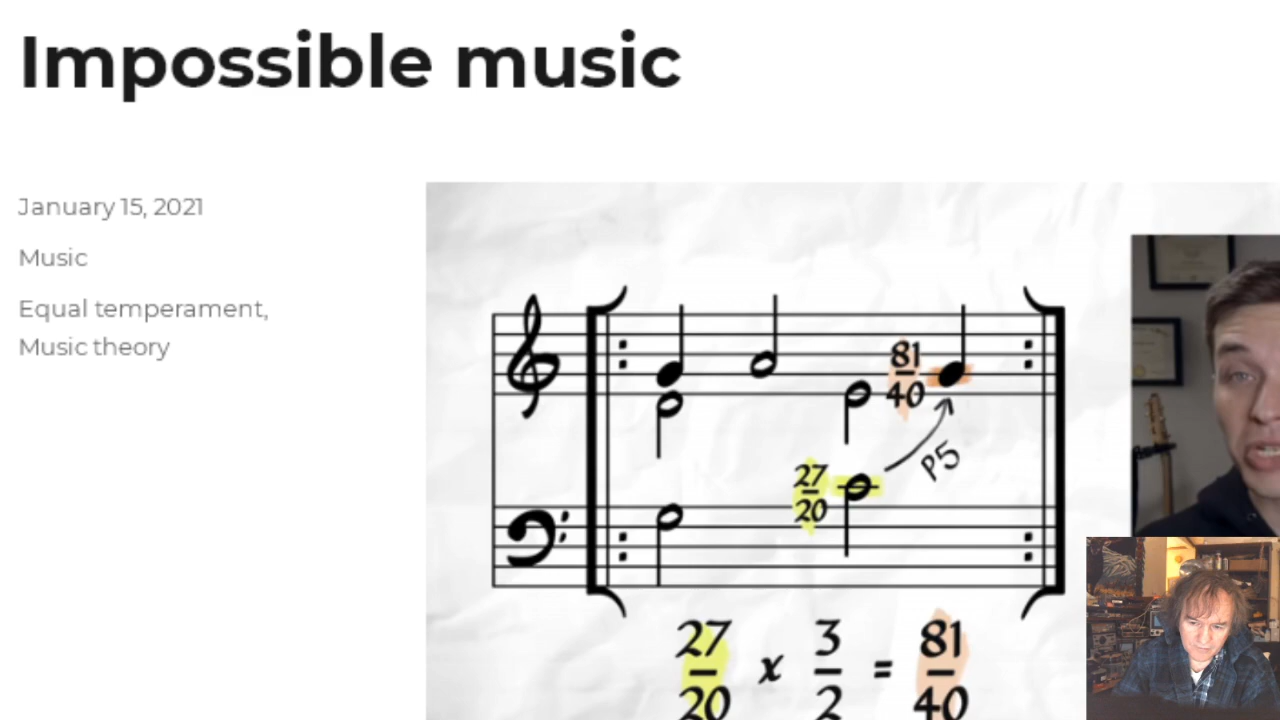 Impossible music
January 15, 2021
Music
Equal temperament,
Music theory
81
40
P5
27
20
27 x 3 = 81
20 2 40